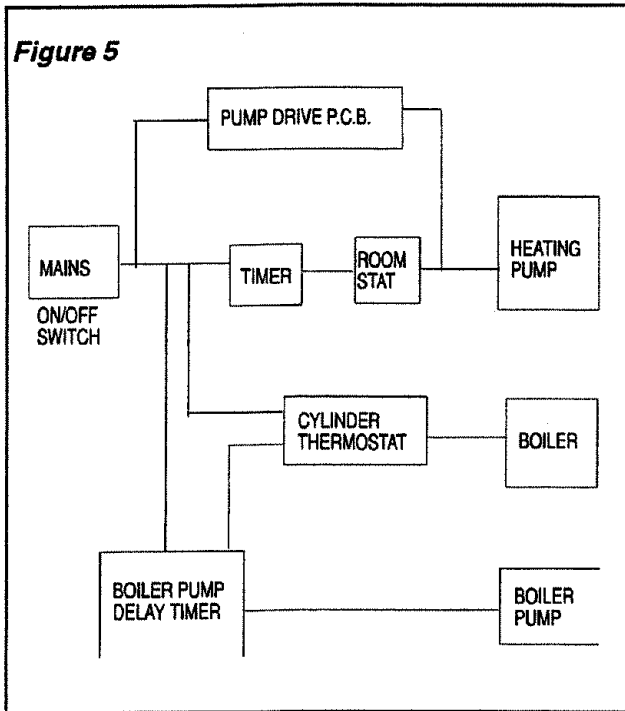 Figure 5
PUMP DRIVE P.C.B.
MAINS
ON/OFF
SWITCH
TIMER
ROOM
STAT
HEATING
PUMP
CYLINDER
THERMOSTAT
BOILER
BOILER PUMP
DELAY TIMER
BOILER
PUMP